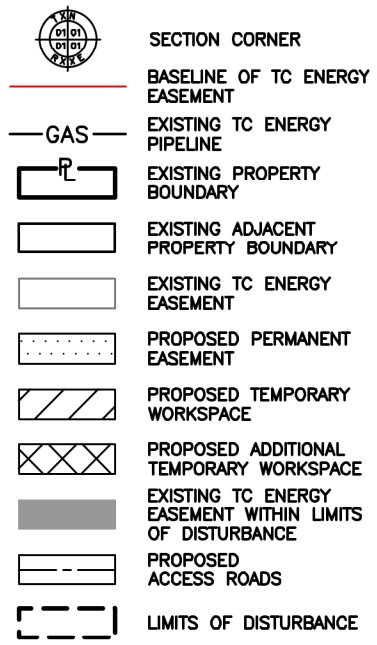 TXN
01 01
01 01
RXXE
SECTION CORNER
BASELINE OF TC ENERGY
EASEMENT
GAS
EXISTING TC ENERGY
PIPELINE
PL
EXISTING PROPERTY
BOUNDARY
EXISTING ADJACENT
PROPERTY BOUNDARY
EXISTING TC ENERGY
EASEMENT
PROPOSED PERMANENT
EASEMENT
PROPOSED TEMPORARY
WORKSPACE
PROPOSED ADDITIONAL
TEMPORARY WORKSPACE
EXISTING TC ENERGY
EASEMENT WITHIN LIMITS
OF DISTURBANCE
PROPOSED
ACCESS ROADS
LIMITS OF DISTURBANCE